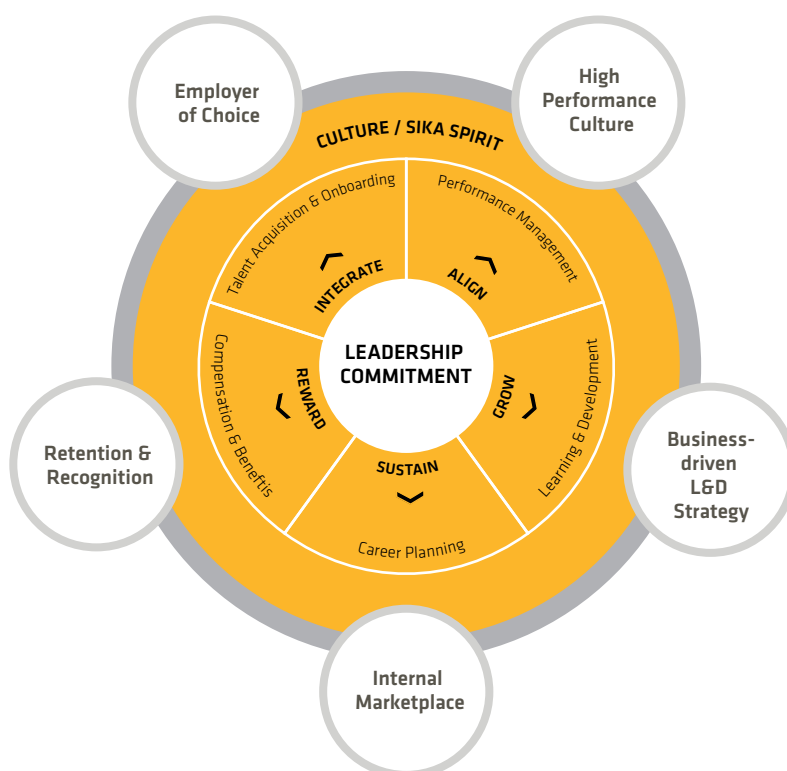 Employer
of Choice
High
Performance
Culture
CULTURE / SIKA SPIRIT
Talent Acquisition & Onboarding
Performance Management
INTEGRATE
ALIGN
LEADERSHIP
COMMITMENT
Compensation & Beneftis
REWARD
GROW
Learning & Development
Retention &
Recognition
Business-
driven
L&D
Strategy
SUSTAIN
Career Planning
Internal
Marketplace